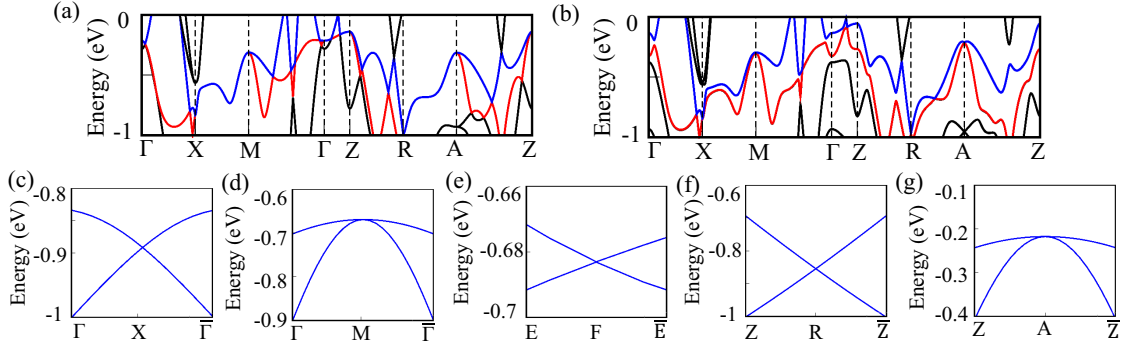 (a)
0
-1
Energy (eV)
Γ X M Γ Z R A Z
(b)
0
-1
Energy (eV)
Γ X M Γ Z R A Z
(c)
-0.8
-0.9
-1
Energy (eV)
Γ X Γ̅
(d)
-0.6
-0.7
-0.8
-0.9
Energy (eV)
Γ M Γ̅
(e)
-0.66
-0.68
-0.7
Energy (eV)
E F E̅
(f)
-0.6
-0.8
-1
Energy (eV)
Z R Z̅
(g)
-0.1
-0.2
-0.3
-0.4
Energy (eV)
Z A Z̅